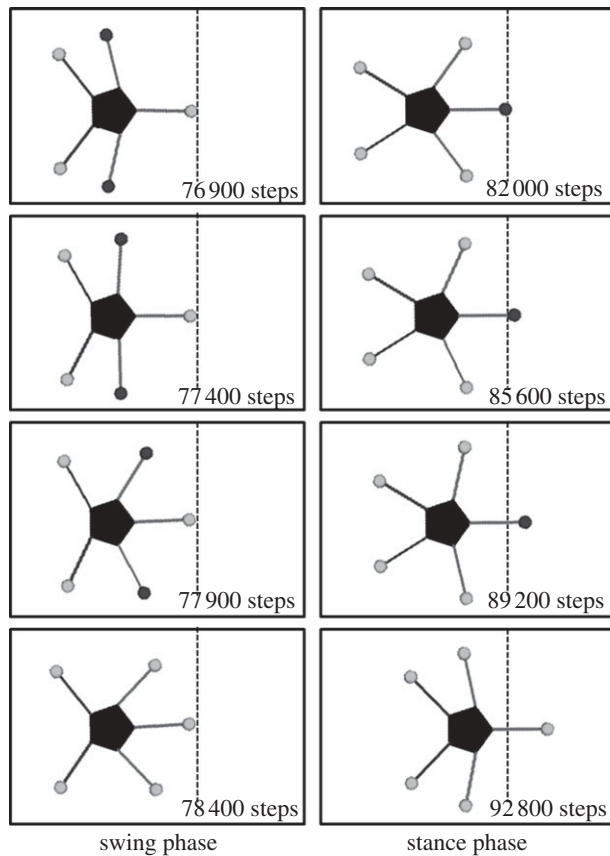 76 900 steps
82 000 steps
77 400 steps
85 600 steps
77 900 steps
89 200 steps
78 400 steps
92 800 steps
swing phase
stance phase